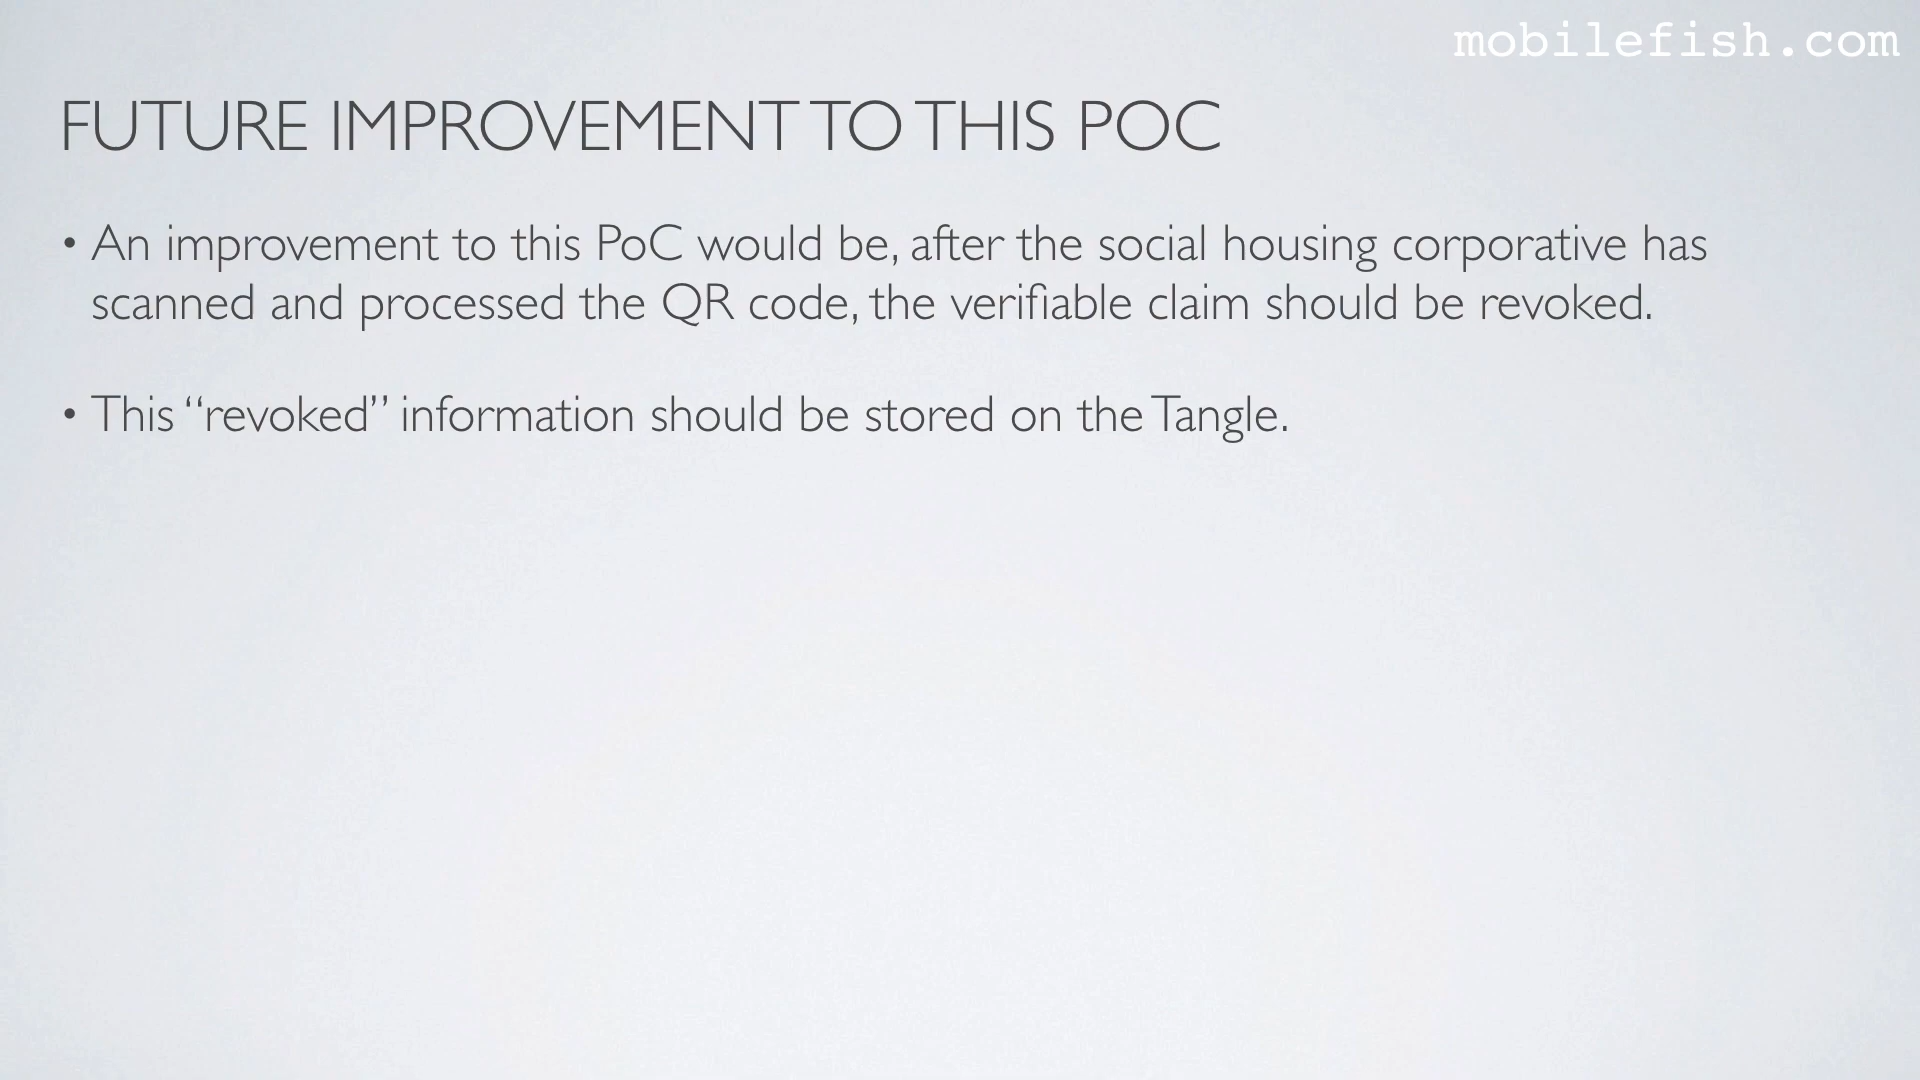 mobilefish.com
FUTURE IMPROVEMENT TO THIS POC
• An improvement to this PoC would be, after the social housing corporative has
scanned and processed the QR code, the verifiable claim should be revoked.
• This “revoked” information should be stored on the Tangle.